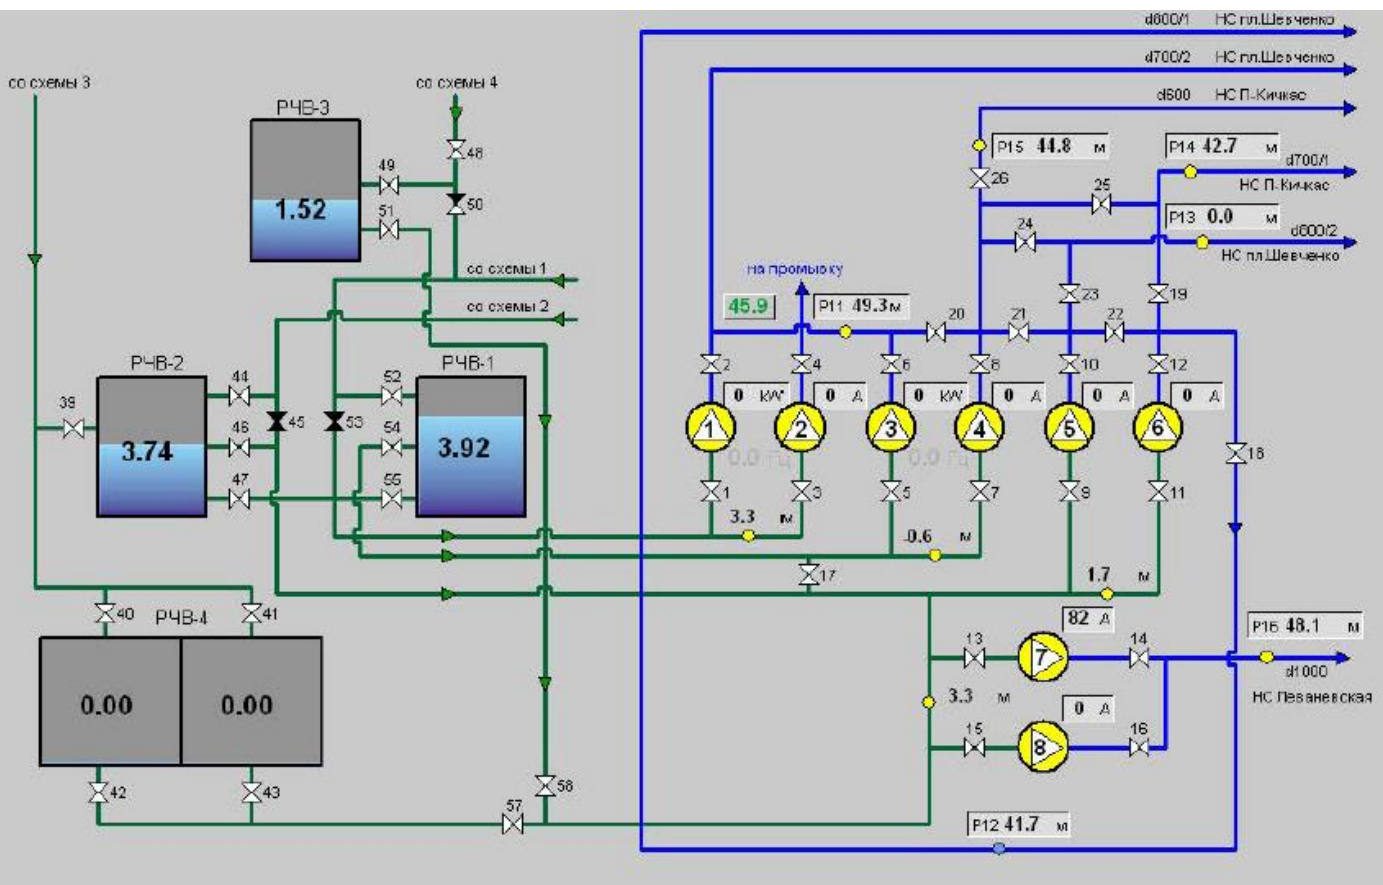 d800/1 НС пл.Шевченко
d700/2 НС пл.Шевченко
со схемы 3
со схемы 4
d600 НС П-Кичкас
РЧВ-3
48
P15 44.8 м
P14 42.7 м
d700/1
49
26
25
НС П-Кичкас
1.52
51
50
24
P13 0.0 м
d600/2
НС пл.Шевченко
со схемы 1
на промывку
45.9
P11 49.3м
23
19
со схемы 2
20
21
22
РЧВ-2
РЧВ-1
44
52
2
4
6
8
10
12
39
0 kW
0 А
0 kW
0 А
0 А
0 А
46
45
53
54
1
2
3
4
5
6
3.74
3.92
0.0 Гц
0.0 Гц
18
47
55
1
3
5
7
9
11
3.3 м
-0.6 м
17
1.7 м
40
РЧВ-4
41
82 А
P16 48.1 м
13
7
14
d1000
0.00
0.00
3.3 м
0 А
НС Леваневская
15
8
16
42
43
58
57
P12 41.7 м